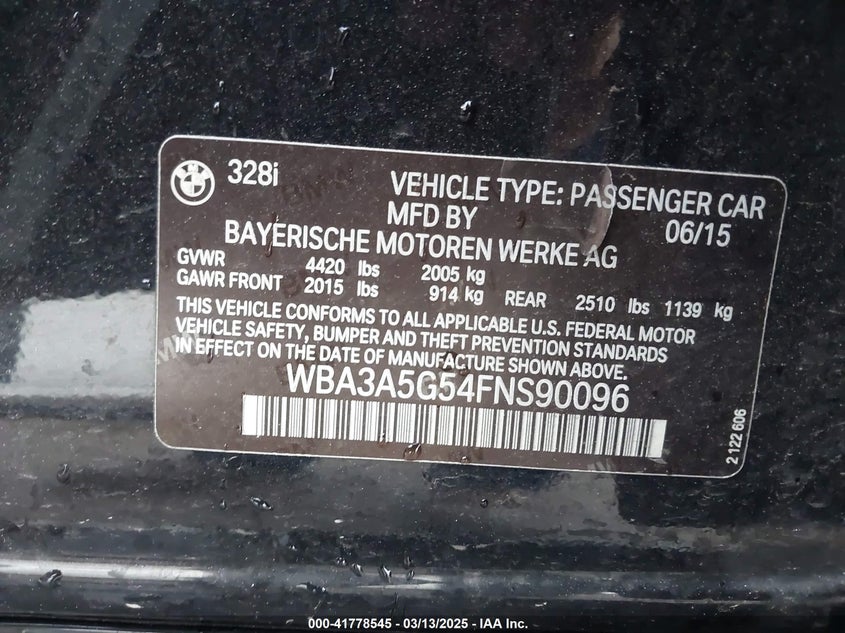 328i
VEHICLE TYPE: PASSENGER CAR
MFD BY 06/15
BAYERISCHE MOTOREN WERKE AG
GVWR 4420 lbs 2005 kg
GAWR FRONT 2015 lbs 914 kg REAR 2510 lbs 1139 kg
THIS VEHICLE CONFORMS TO ALL APPLICABLE U.S. FEDERAL MOTOR
VEHICLE SAFETY, BUMPER AND THEFT PREVENTION STANDARDS
IN EFFECT ON THE DATE OF MANUFACTURE SHOWN ABOVE.
WBA3A5G54FNS90096
2 122 606
000-41778545 - 03/13/2025 - IAA Inc.